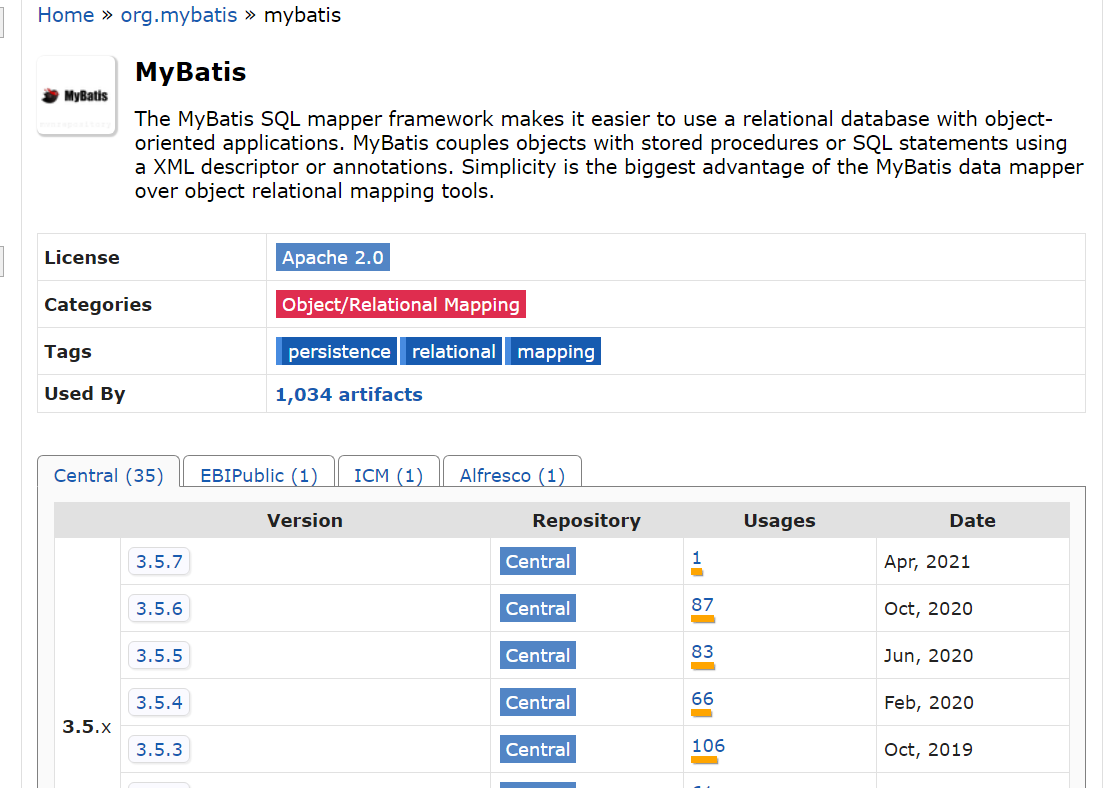 Home » org.mybatis » mybatis
MyBatis
MyBatis
The MyBatis SQL mapper framework makes it easier to use a relational database with object-
oriented applications. MyBatis couples objects with stored procedures or SQL statements using
a XML descriptor or annotations. Simplicity is the biggest advantage of the MyBatis data mapper
over object relational mapping tools.
License Apache 2.0
Categories Object/Relational Mapping
Tags persistence relational mapping
Used By 1,034 artifacts
Central (35) EBIPublic (1) ICM (1) Alfresco (1)
Version Repository Usages Date
3.5.7 Central 1 Apr, 2021
3.5.6 Central 87 Oct, 2020
3.5.5 Central 83 Jun, 2020
3.5.4 Central 66 Feb, 2020
3.5.x
3.5.3 Central 106 Oct, 2019